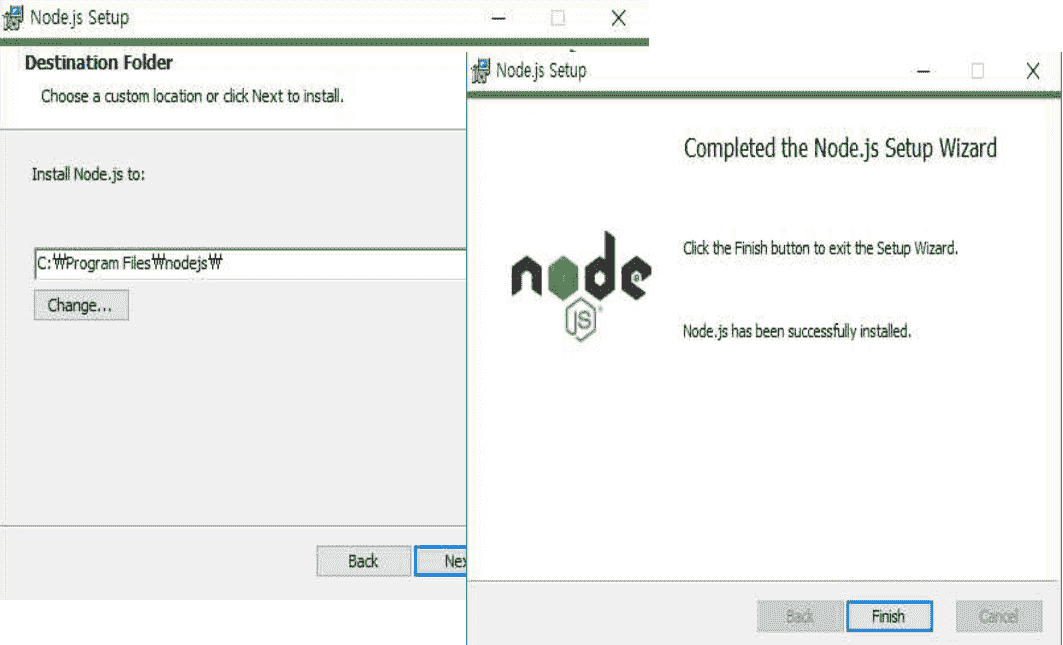 Node.js Setup
Destination Folder
Choose a custom location or click Next to install.
Install Node.js to:
C:₩Program Files₩nodejs₩
Change...
Back
Nex
Node.js Setup
Completed the Node.js Setup Wizard
Click the Finish button to exit the Setup Wizard.
node
JS
Node.js has been successfully installed.
Back
Finish
Cancel